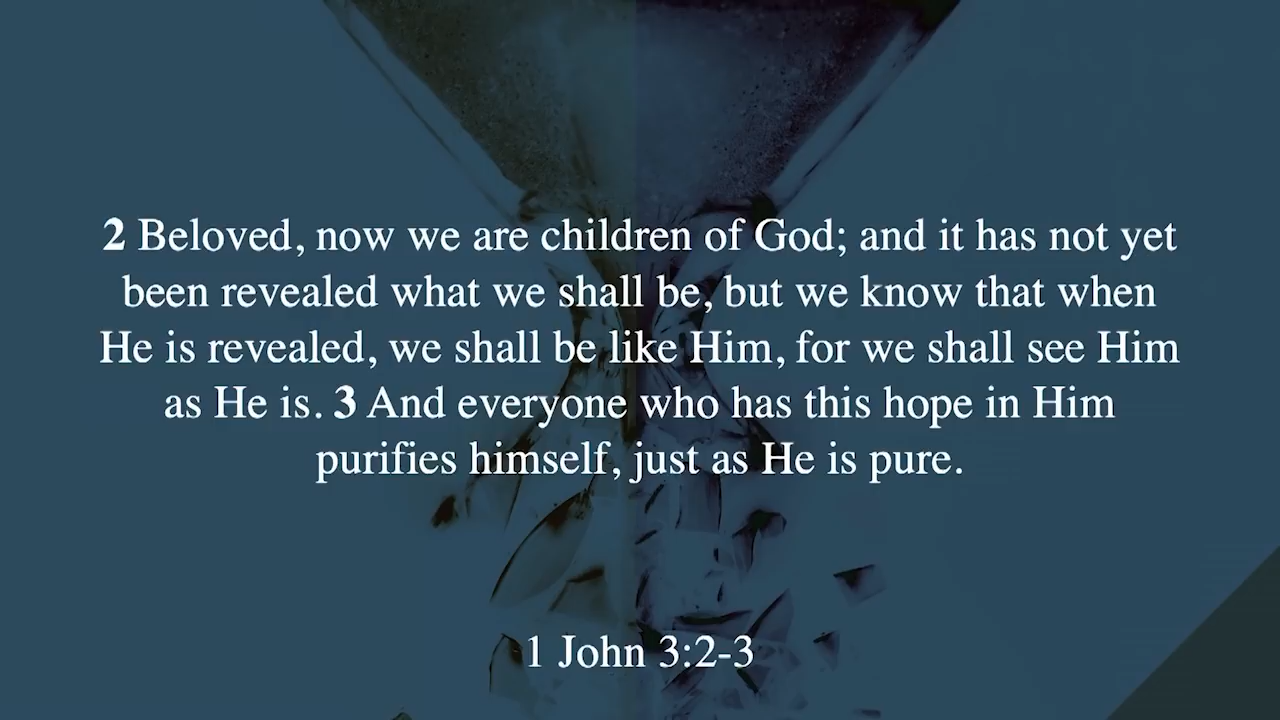 2 Beloved, now we are children of God; and it has not yet
been revealed what we shall be, but we know that when
He is revealed, we shall be like Him, for we shall see Him
as He is. 3 And everyone who has this hope in Him
purifies himself, just as He is pure.
1 John 3:2-3